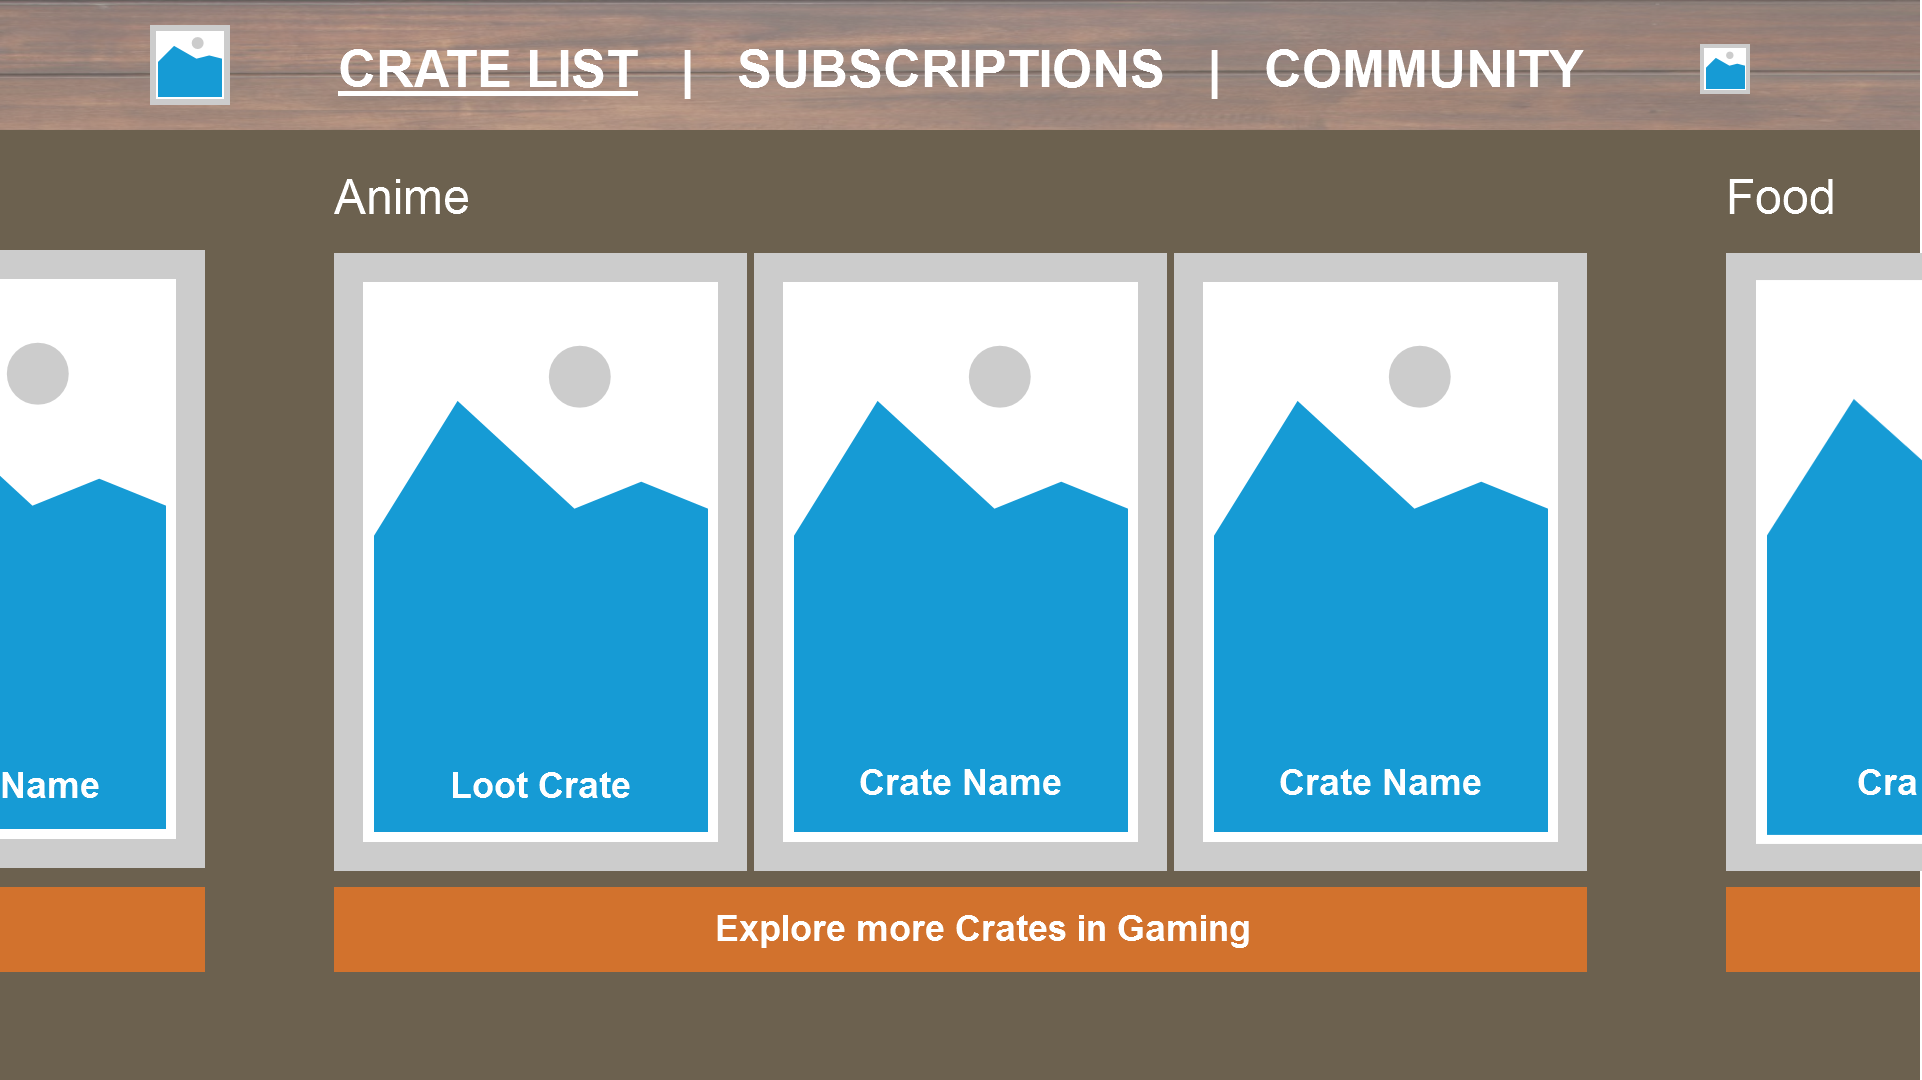 CRATE LIST | SUBSCRIPTIONS | COMMUNITY
Anime
Food
Name
Loot Crate
Crate Name
Crate Name
Cra
Explore more Crates in Gaming